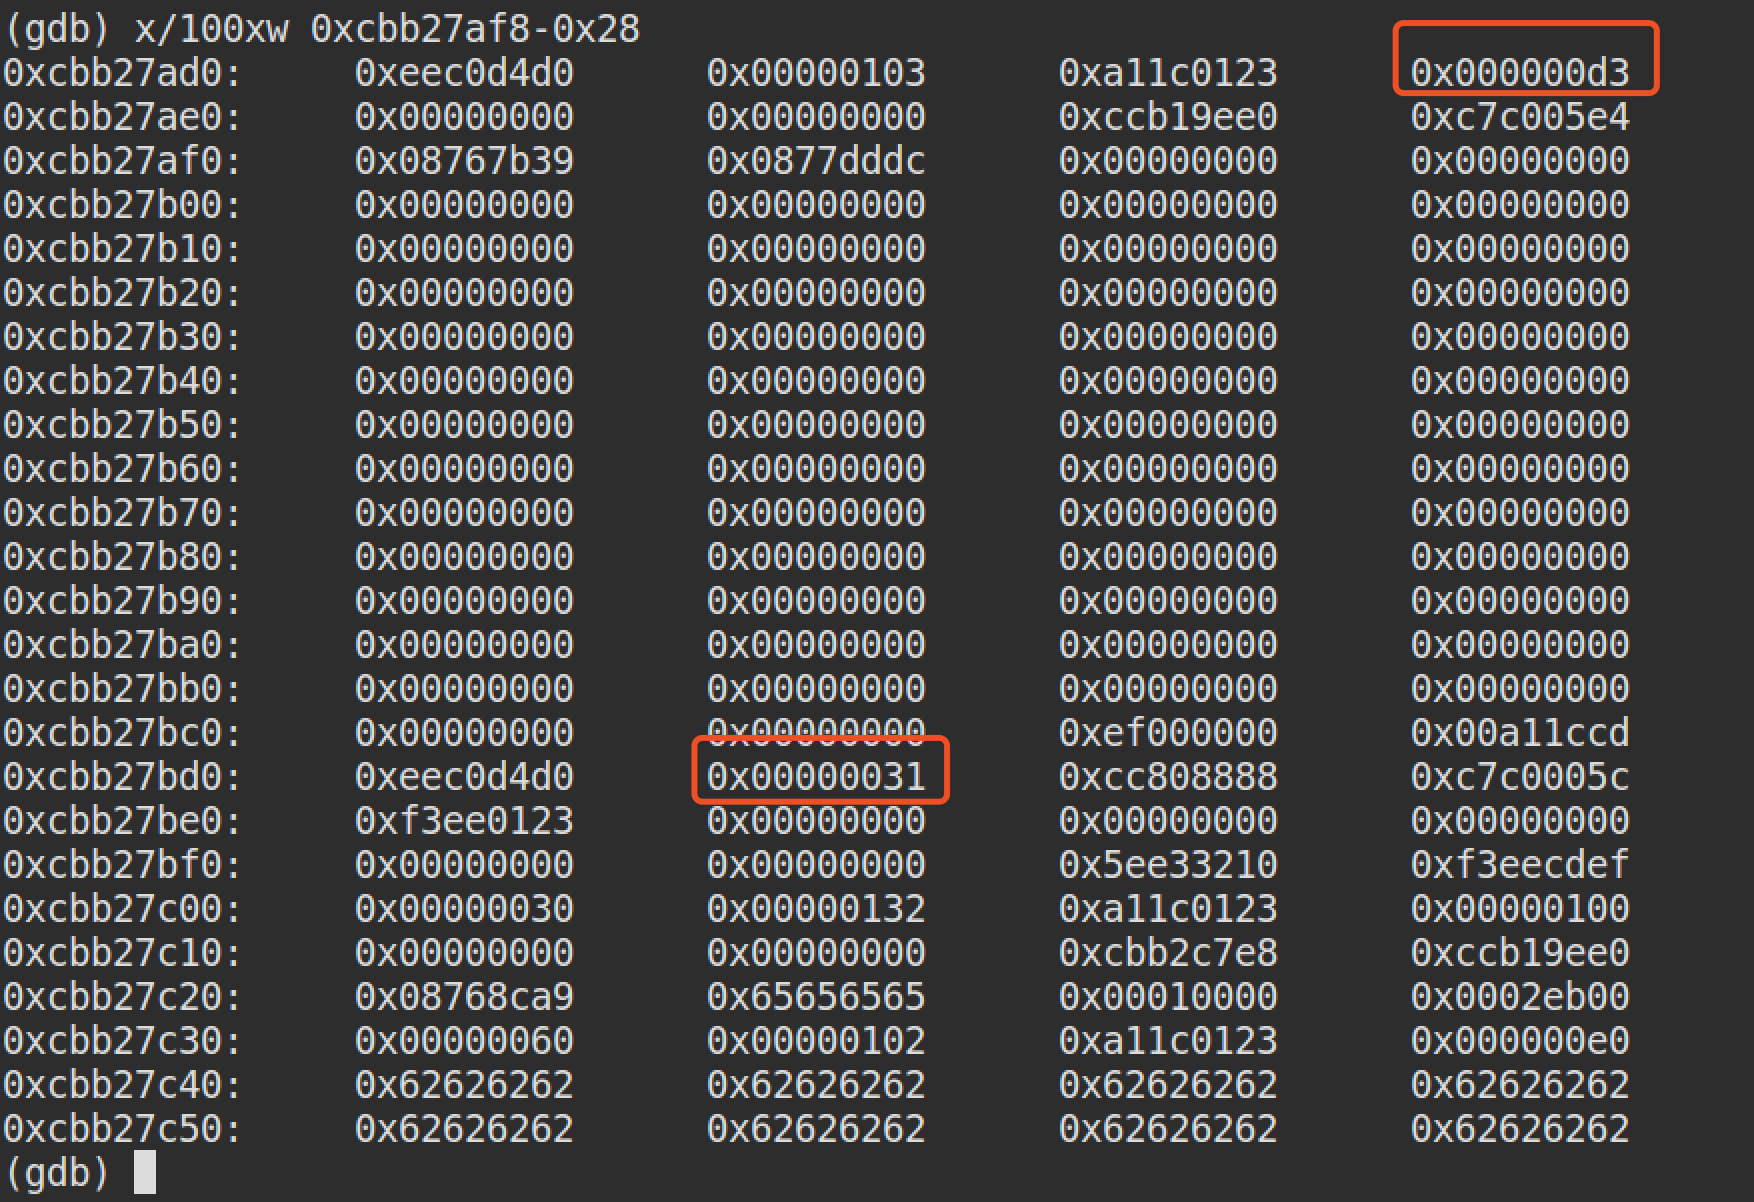 (gdb) x/100xw 0xcbb27af8-0x28
0xcbb27ad0: 0xeec0d4d0 0x00000103 0xa11c0123 0x000000d3
0xcbb27ae0: 0x00000000 0x00000000 0xccb19ee0 0xc7c005e4
0xcbb27af0: 0x08767b39 0x0877dddc 0x00000000 0x00000000
0xcbb27b00: 0x00000000 0x00000000 0x00000000 0x00000000
0xcbb27b10: 0x00000000 0x00000000 0x00000000 0x00000000
0xcbb27b20: 0x00000000 0x00000000 0x00000000 0x00000000
0xcbb27b30: 0x00000000 0x00000000 0x00000000 0x00000000
0xcbb27b40: 0x00000000 0x00000000 0x00000000 0x00000000
0xcbb27b50: 0x00000000 0x00000000 0x00000000 0x00000000
0xcbb27b60: 0x00000000 0x00000000 0x00000000 0x00000000
0xcbb27b70: 0x00000000 0x00000000 0x00000000 0x00000000
0xcbb27b80: 0x00000000 0x00000000 0x00000000 0x00000000
0xcbb27b90: 0x00000000 0x00000000 0x00000000 0x00000000
0xcbb27ba0: 0x00000000 0x00000000 0x00000000 0x00000000
0xcbb27bb0: 0x00000000 0x00000000 0x00000000 0x00000000
0xcbb27bc0: 0x00000000 0x00000000 0xef000000 0x00a11ccd
0xcbb27bd0: 0xeec0d4d0 0x00000031 0xcc808888 0xc7c0005c
0xcbb27be0: 0xf3ee0123 0x00000000 0x00000000 0x00000000
0xcbb27bf0: 0x00000000 0x00000000 0x5ee33210 0xf3eecdef
0xcbb27c00: 0x00000030 0x00000132 0xa11c0123 0x00000100
0xcbb27c10: 0x00000000 0x00000000 0xcbb2c7e8 0xccb19ee0
0xcbb27c20: 0x08768ca9 0x65656565 0x00010000 0x0002eb00
0xcbb27c30: 0x00000060 0x00000102 0xa11c0123 0x000000e0
0xcbb27c40: 0x62626262 0x62626262 0x62626262 0x62626262
0xcbb27c50: 0x62626262 0x62626262 0x62626262 0x62626262
(gdb)